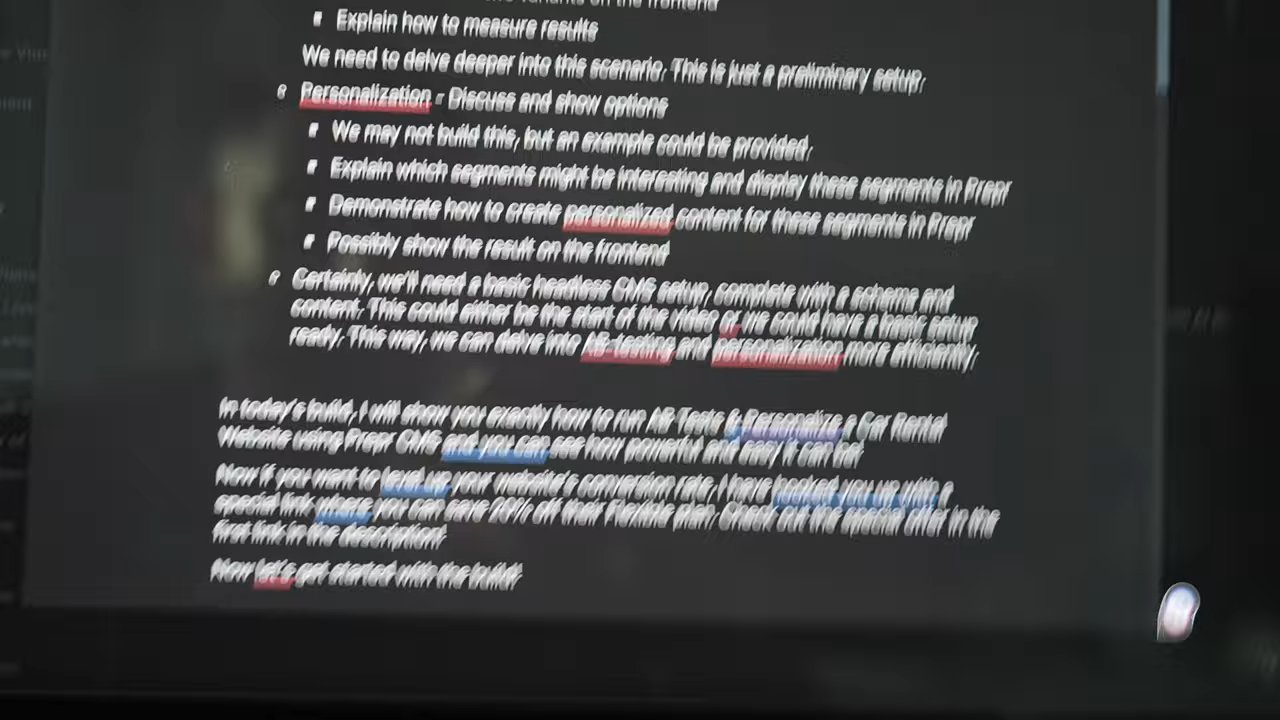 variants on the frontend
Explain how to measure results
We need to delve deeper into this scenario. This is just a preliminary setup.
Personalization - Discuss and show options
We may not build this, but an example could be provided.
Explain which segments might be interesting and display these segments in Prepr
Demonstrate how to create personalized content for these segments in Prepr
Possibly show the result on the frontend
Certainly, we'll need a basic headless CMS setup, complete with a schema and
content. This could either be the start of the video or we could have a basic setup
ready. This way, we can delve into AB testing and personalization more efficiently.
In today's build, I will show you exactly how to run AB Tests & Personalize a Car Rental
Website using Prepr CMS and you can see how powerful and easy it can be!
Now if you want to level up your website's conversion rate, I have hooked you up with a
special link where you can save 20% off their Flexible plan. Check out the special offer in the
first link in the description!
Now let's get started with the build!